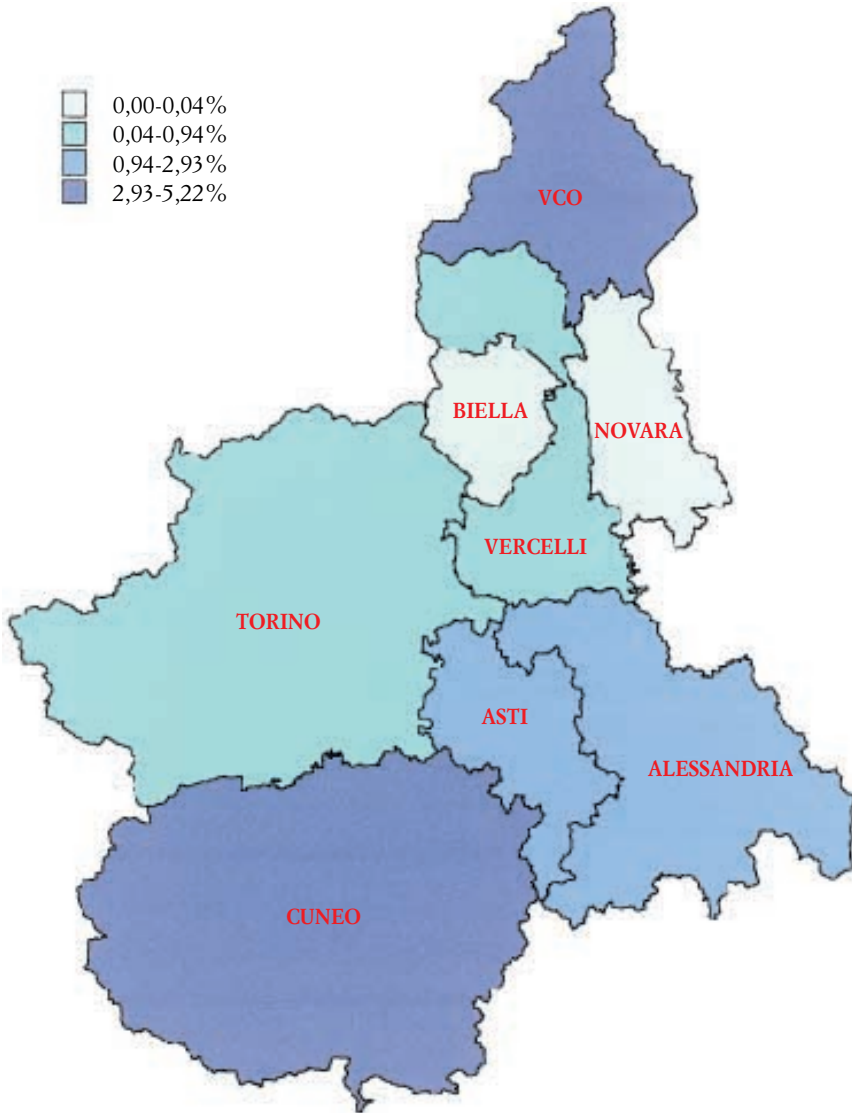 0,00-0,04%
0,04-0,94%
0,94-2,93%
2,93-5,22%
VCO
BIELLA
NOVARA
VERCELLI
TORINO
ASTI
ALESSANDRIA
CUNEO